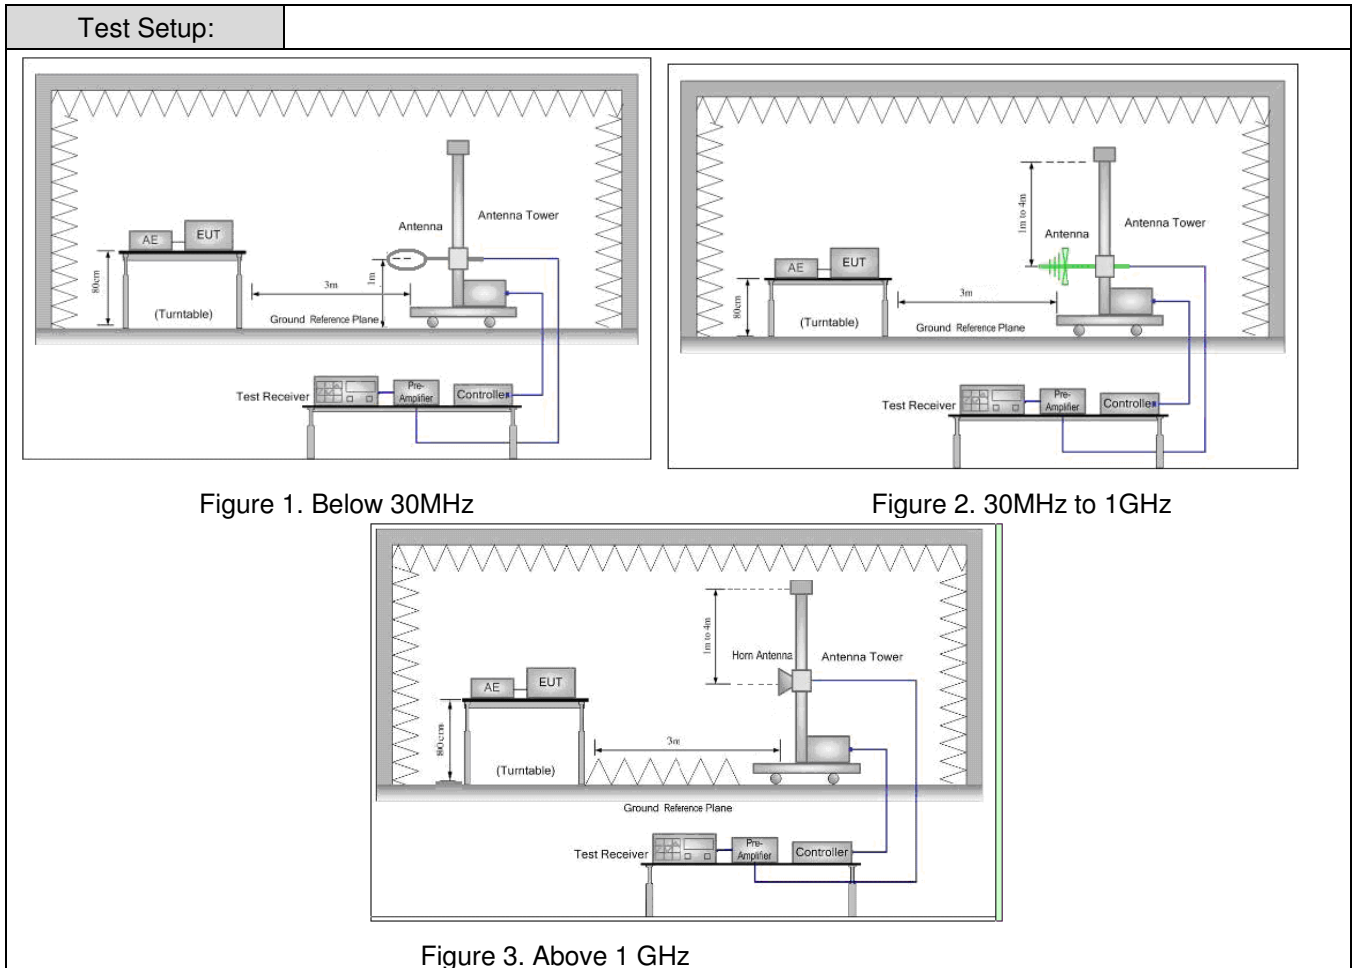 Test Setup:
Antenna
Antenna Tower
AE
EUT
80cm
3m
1m
(Turntable)
Ground Reference Plane
Test Receiver
Pre-
Amplifier
Controller
Figure 1. Below 30MHz
1m to 4m
Antenna
Antenna Tower
AE
EUT
80cm
3m
(Turntable)
Ground Reference Plane
Test Receiver
Pre-
Amplifier
Controller
Figure 2. 30MHz to 1GHz
1m to 4m
Horn Antenna
Antenna Tower
AE
EUT
80cm
3m
(Turntable)
Ground Reference Plane
Test Receiver
Pre-
Amplifier
Controller
Figure 3. Above 1 GHz